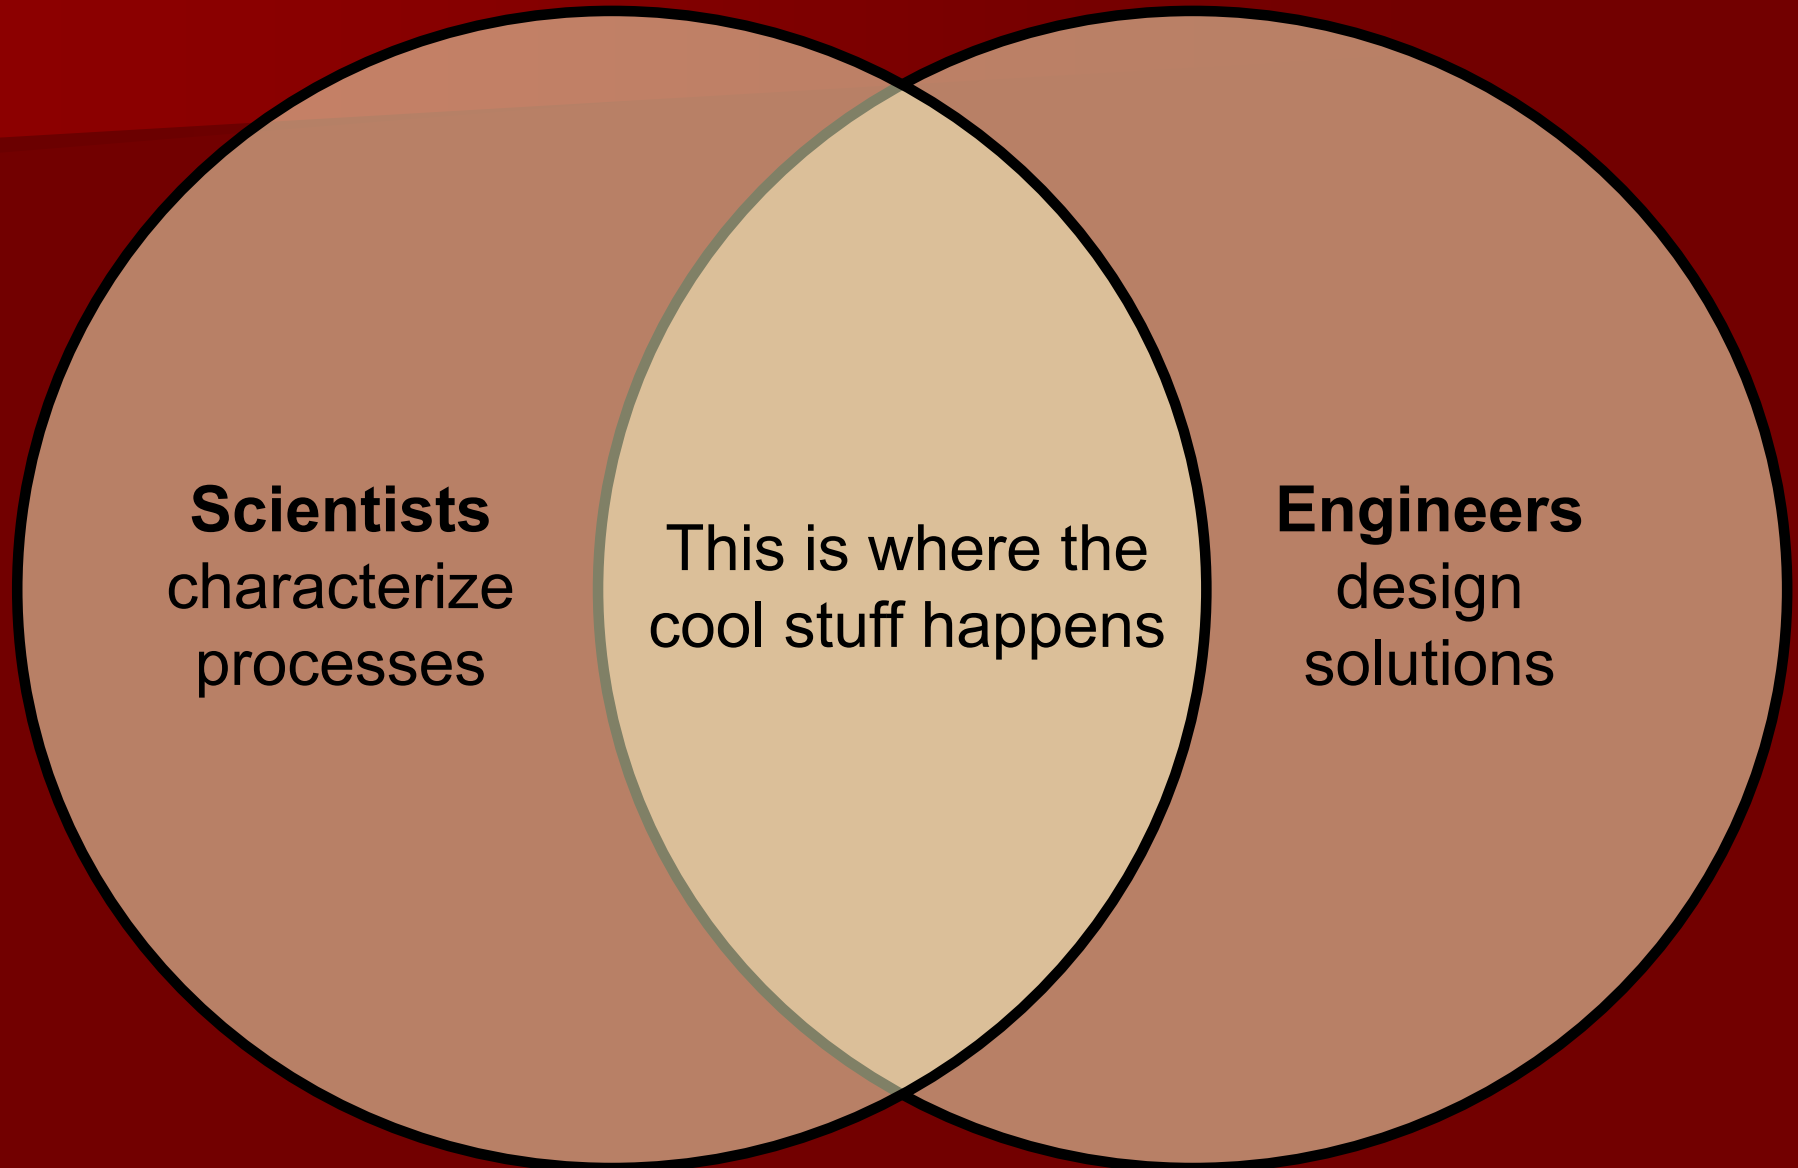 Scientists
characterize
processes
This is where the
cool stuff happens
Engineers
design
solutions